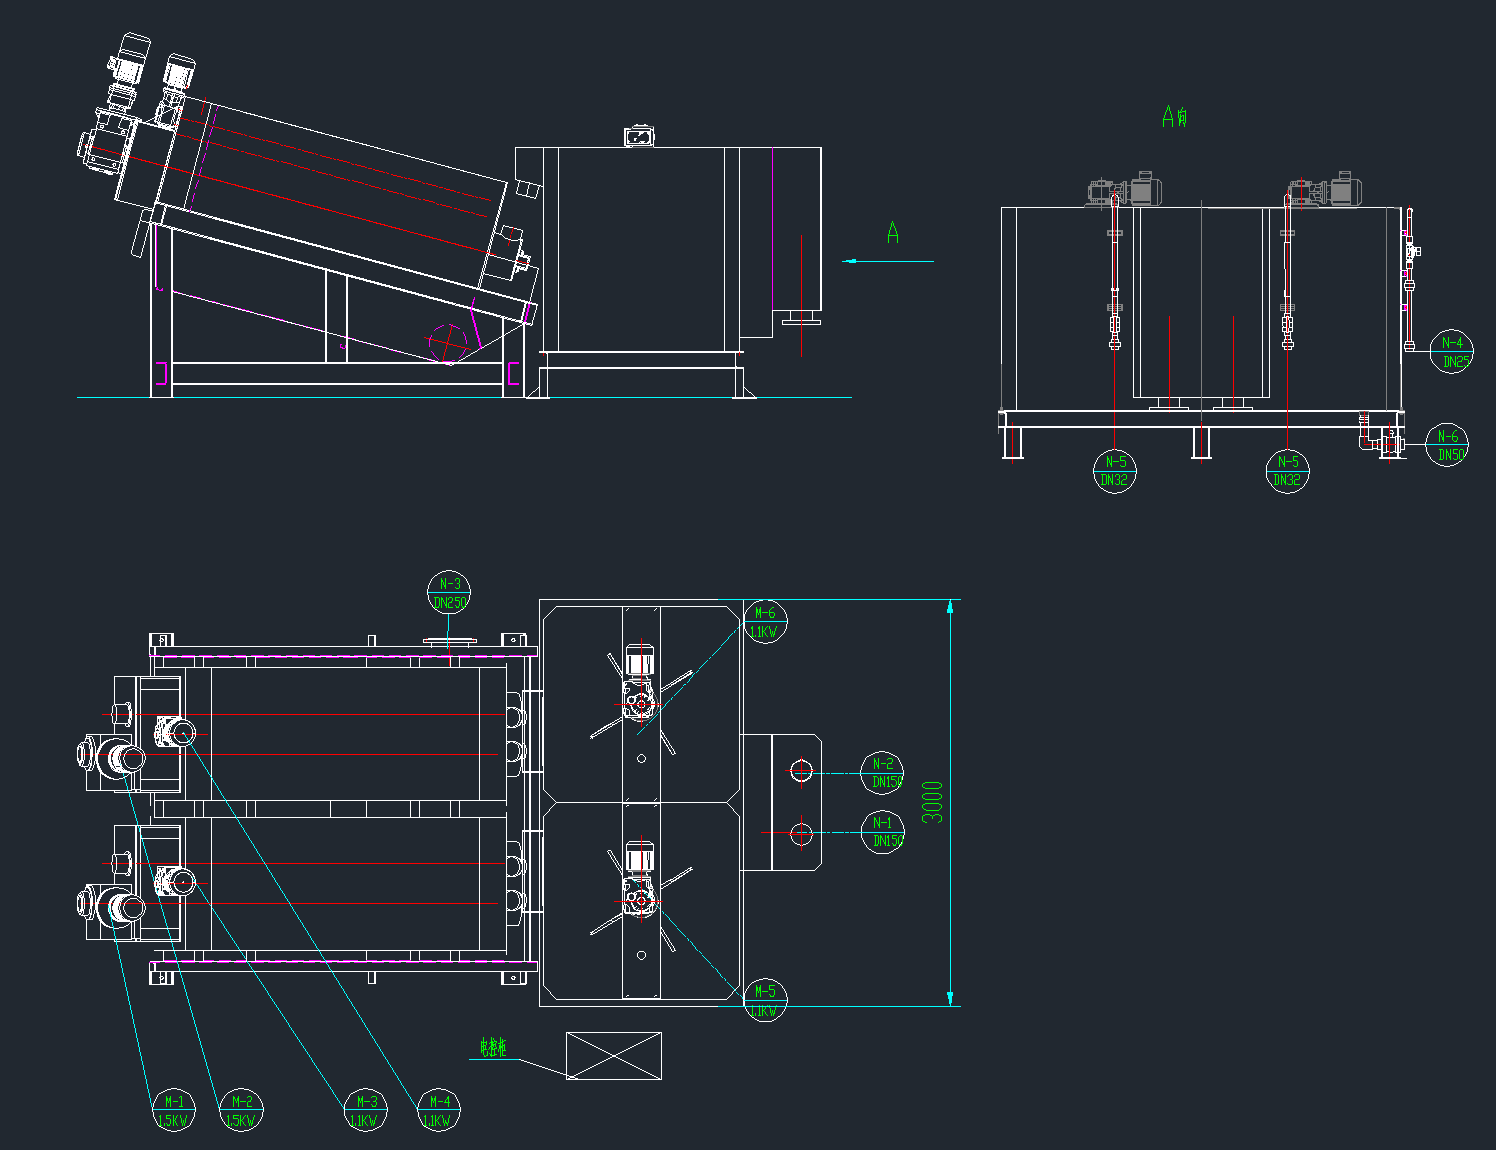 A向
A
N-4
DN25
N-6
DN50
N-5
DN32
N-5
DN32
N-3
DN250
M-6
1.1KW
N-2
DN150
3000
N-1
DN150
M-5
1.1KW
电控柜
M-1
1.5KW
M-2
1.5KW
M-3
1.1KW
M-4
1.1KW